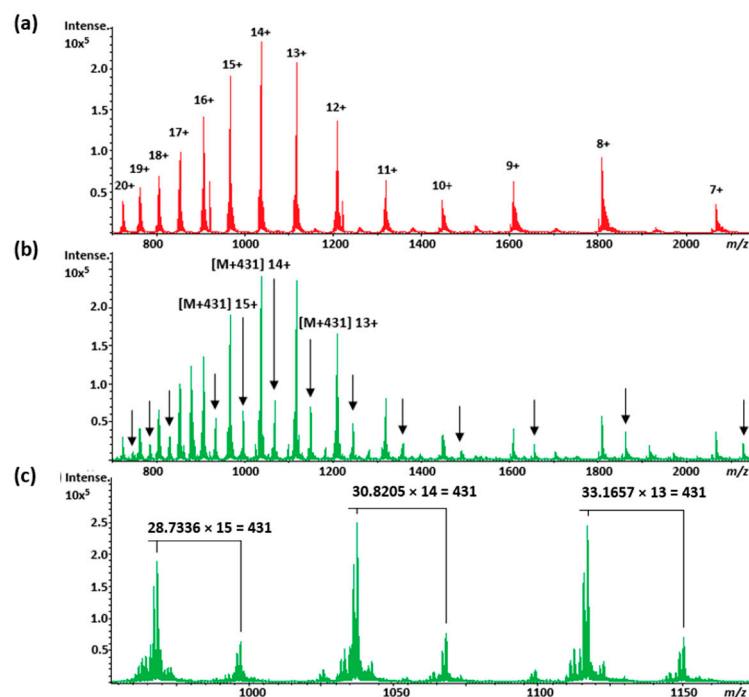 (a)
Intense.
10x⁵
2.0
1.5
1.0
0.5
20+
19+
18+
17+
16+
15+
14+
13+
12+
11+
10+
9+
8+
7+
800 1000 1200 1400 1600 1800 2000 m/z
(b)
Intense.
10x⁵
2.0
1.5
1.0
0.5
[M+431] 14+
[M+431] 15+
[M+431] 13+
800 1000 1200 1400 1600 1800 2000 m/z
(c)
Intense.
10x⁵
2.5
2.0
1.5
1.0
0.5
28.7336 × 15 = 431
30.8205 × 14 = 431
33.1657 × 13 = 431
1000 1050 1100 1150 m/z